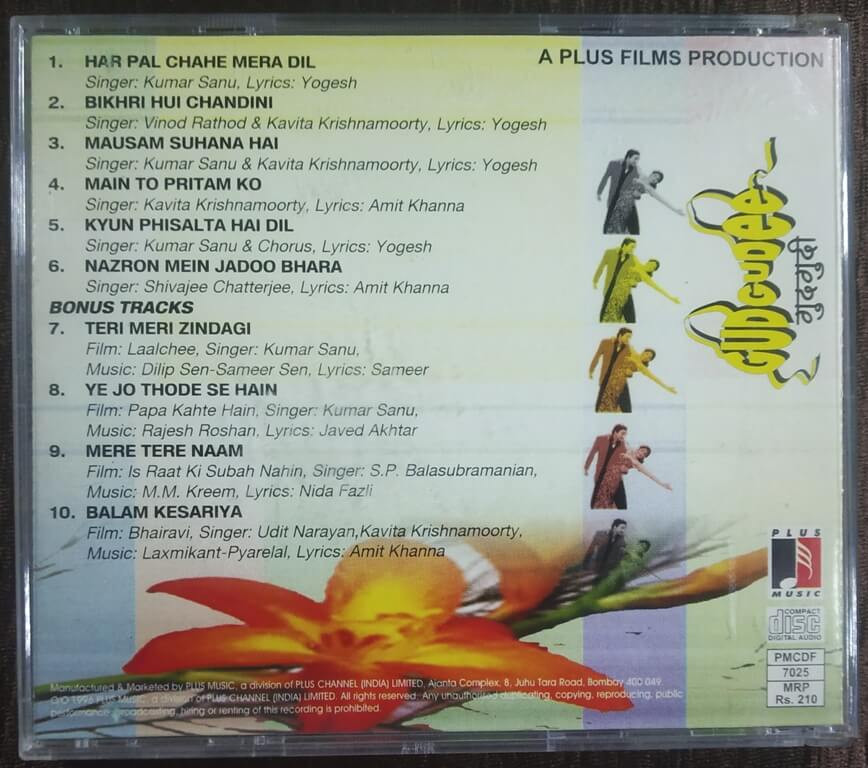 1. HAR PAL CHAHE MERA DIL
Singer: Kumar Sanu, Lyrics: Yogesh
2. BIKHRI HUI CHANDINI
Singer: Vinod Rathod & Kavita Krishnamoorty, Lyrics: Yogesh
3. MAUSAM SUHANA HAI
Singer: Kumar Sanu & Kavita Krishnamoorty, Lyrics: Yogesh
4. MAIN TO PRITAM KO
Singer: Kavita Krishnamoorty, Lyrics: Amit Khanna
5. KYUN PHISALTA HAI DIL
Singer: Kumar Sanu & Chorus, Lyrics: Yogesh
6. NAZRON MEIN JADOO BHARA
Singer: Shivajee Chatterjee, Lyrics: Amit Khanna
BONUS TRACKS
7. TERI MERI ZINDAGI
Film: Laalchee, Singer: Kumar Sanu,
Music: Dilip Sen-Sameer Sen, Lyrics: Sameer
8. YE JO THODE SE HAIN
Film: Papa Kahte Hain, Singer: Kumar Sanu,
Music: Rajesh Roshan, Lyrics: Javed Akhtar
9. MERE TERE NAAM
Film: Is Raat Ki Subah Nahin, Singer: S.P. Balasubramanian,
Music: M.M. Kreem, Lyrics: Nida Fazli
10. BALAM KESARIYA
Film: Bhairavi, Singer: Udit Narayan,Kavita Krishnamoorty,
Music: Laxmikant-Pyarelal, Lyrics: Amit Khanna
A PLUS FILMS PRODUCTION
GUDGUDEE
गुदगुदी
PLUS
MUSIC
COMPACT
disc
DIGITAL AUDIO
PMCDF
7025
MRP
Rs. 210
Manufactured & Marketed by PLUS MUSIC, a division of PLUS CHANNEL (INDIA) LIMITED, Ajanta Complex, 8, Juhu Tara Road, Bombay 400 049.
PLUS MUSIC, a division of PLUS CHANNEL (INDIA) LIMITED. All rights reserved. Any unauthorised duplicating, copying, reproducing, public
performance, broadcasting, hiring or renting of this recording is prohibited.